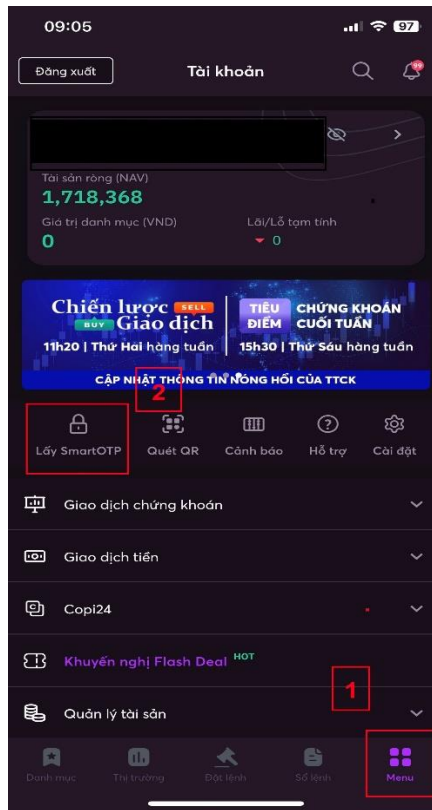 09:05
97
Đăng xuất
Tài khoản
99
Tài sản ròng (NAV)
1,718,368
Giá trị danh mục (VND)
Lãi/Lỗ tạm tính
0
0
Chiến lược SELL
BUY Giao dịch
11h20 | Thứ Hai hàng tuần
TIÊU ĐIỂM
CHỨNG KHOÁN CUỐI TUẦN
15h30 | Thứ Sáu hàng tuần
CẬP NHẬT THÔNG TIN NÓNG HỔI CỦA TTCK
2
Lấy SmartOTP
Quét QR
Cảnh báo
Hỗ trợ
Cài đặt
Giao dịch chứng khoán
Giao dịch tiền
Copi24
Khuyến nghị Flash Deal HOT
1
Quản lý tài sản
Danh mục
Thị trường
Đặt lệnh
Sổ lệnh
Menu